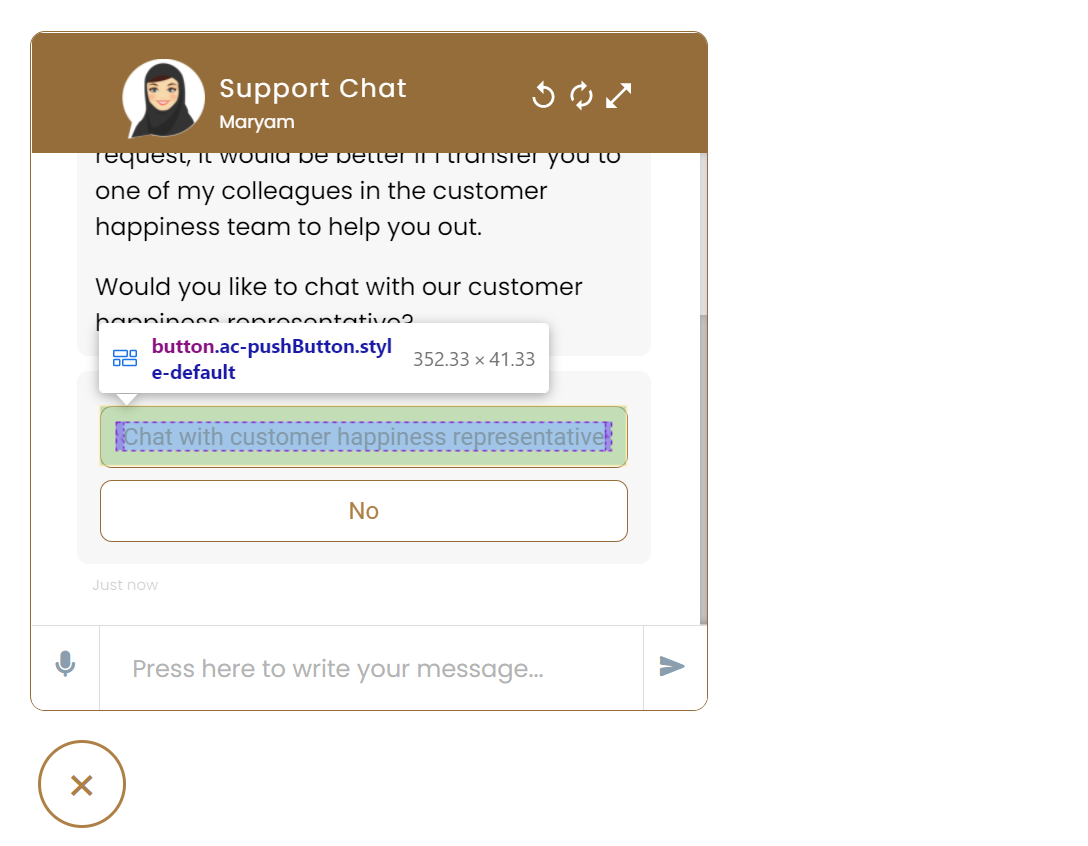 Support Chat
Maryam
request, it would be better if I transfer you to
one of my colleagues in the customer
happiness team to help you out.
Would you like to chat with our customer
happiness representative?
button.ac-pushButton.styl
e-default
352.33 × 41.33
Chat with customer happiness representative
No
Just now
Press here to write your message...